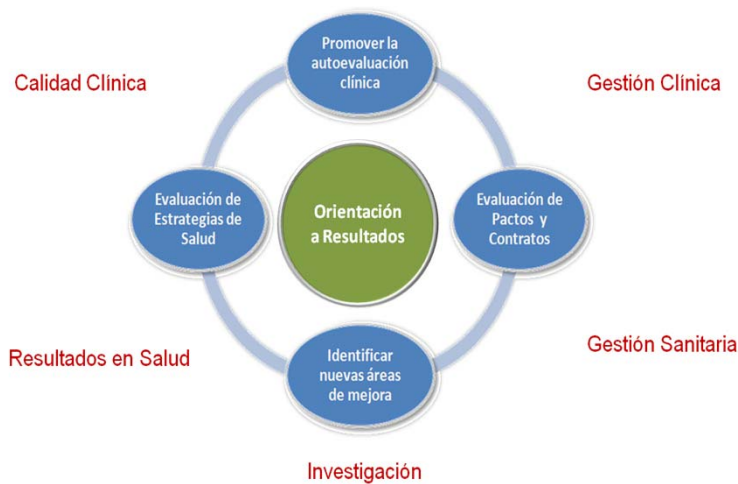 Promover la
autoevaluación
clínica
Calidad Clínica
Gestión Clínica
Evaluación de
Estrategias de
Salud
Orientación
a Resultados
Evaluación de
Pactos y
Contratos
Resultados en Salud
Identificar
nuevas áreas
de mejora
Gestión Sanitaria
Investigación